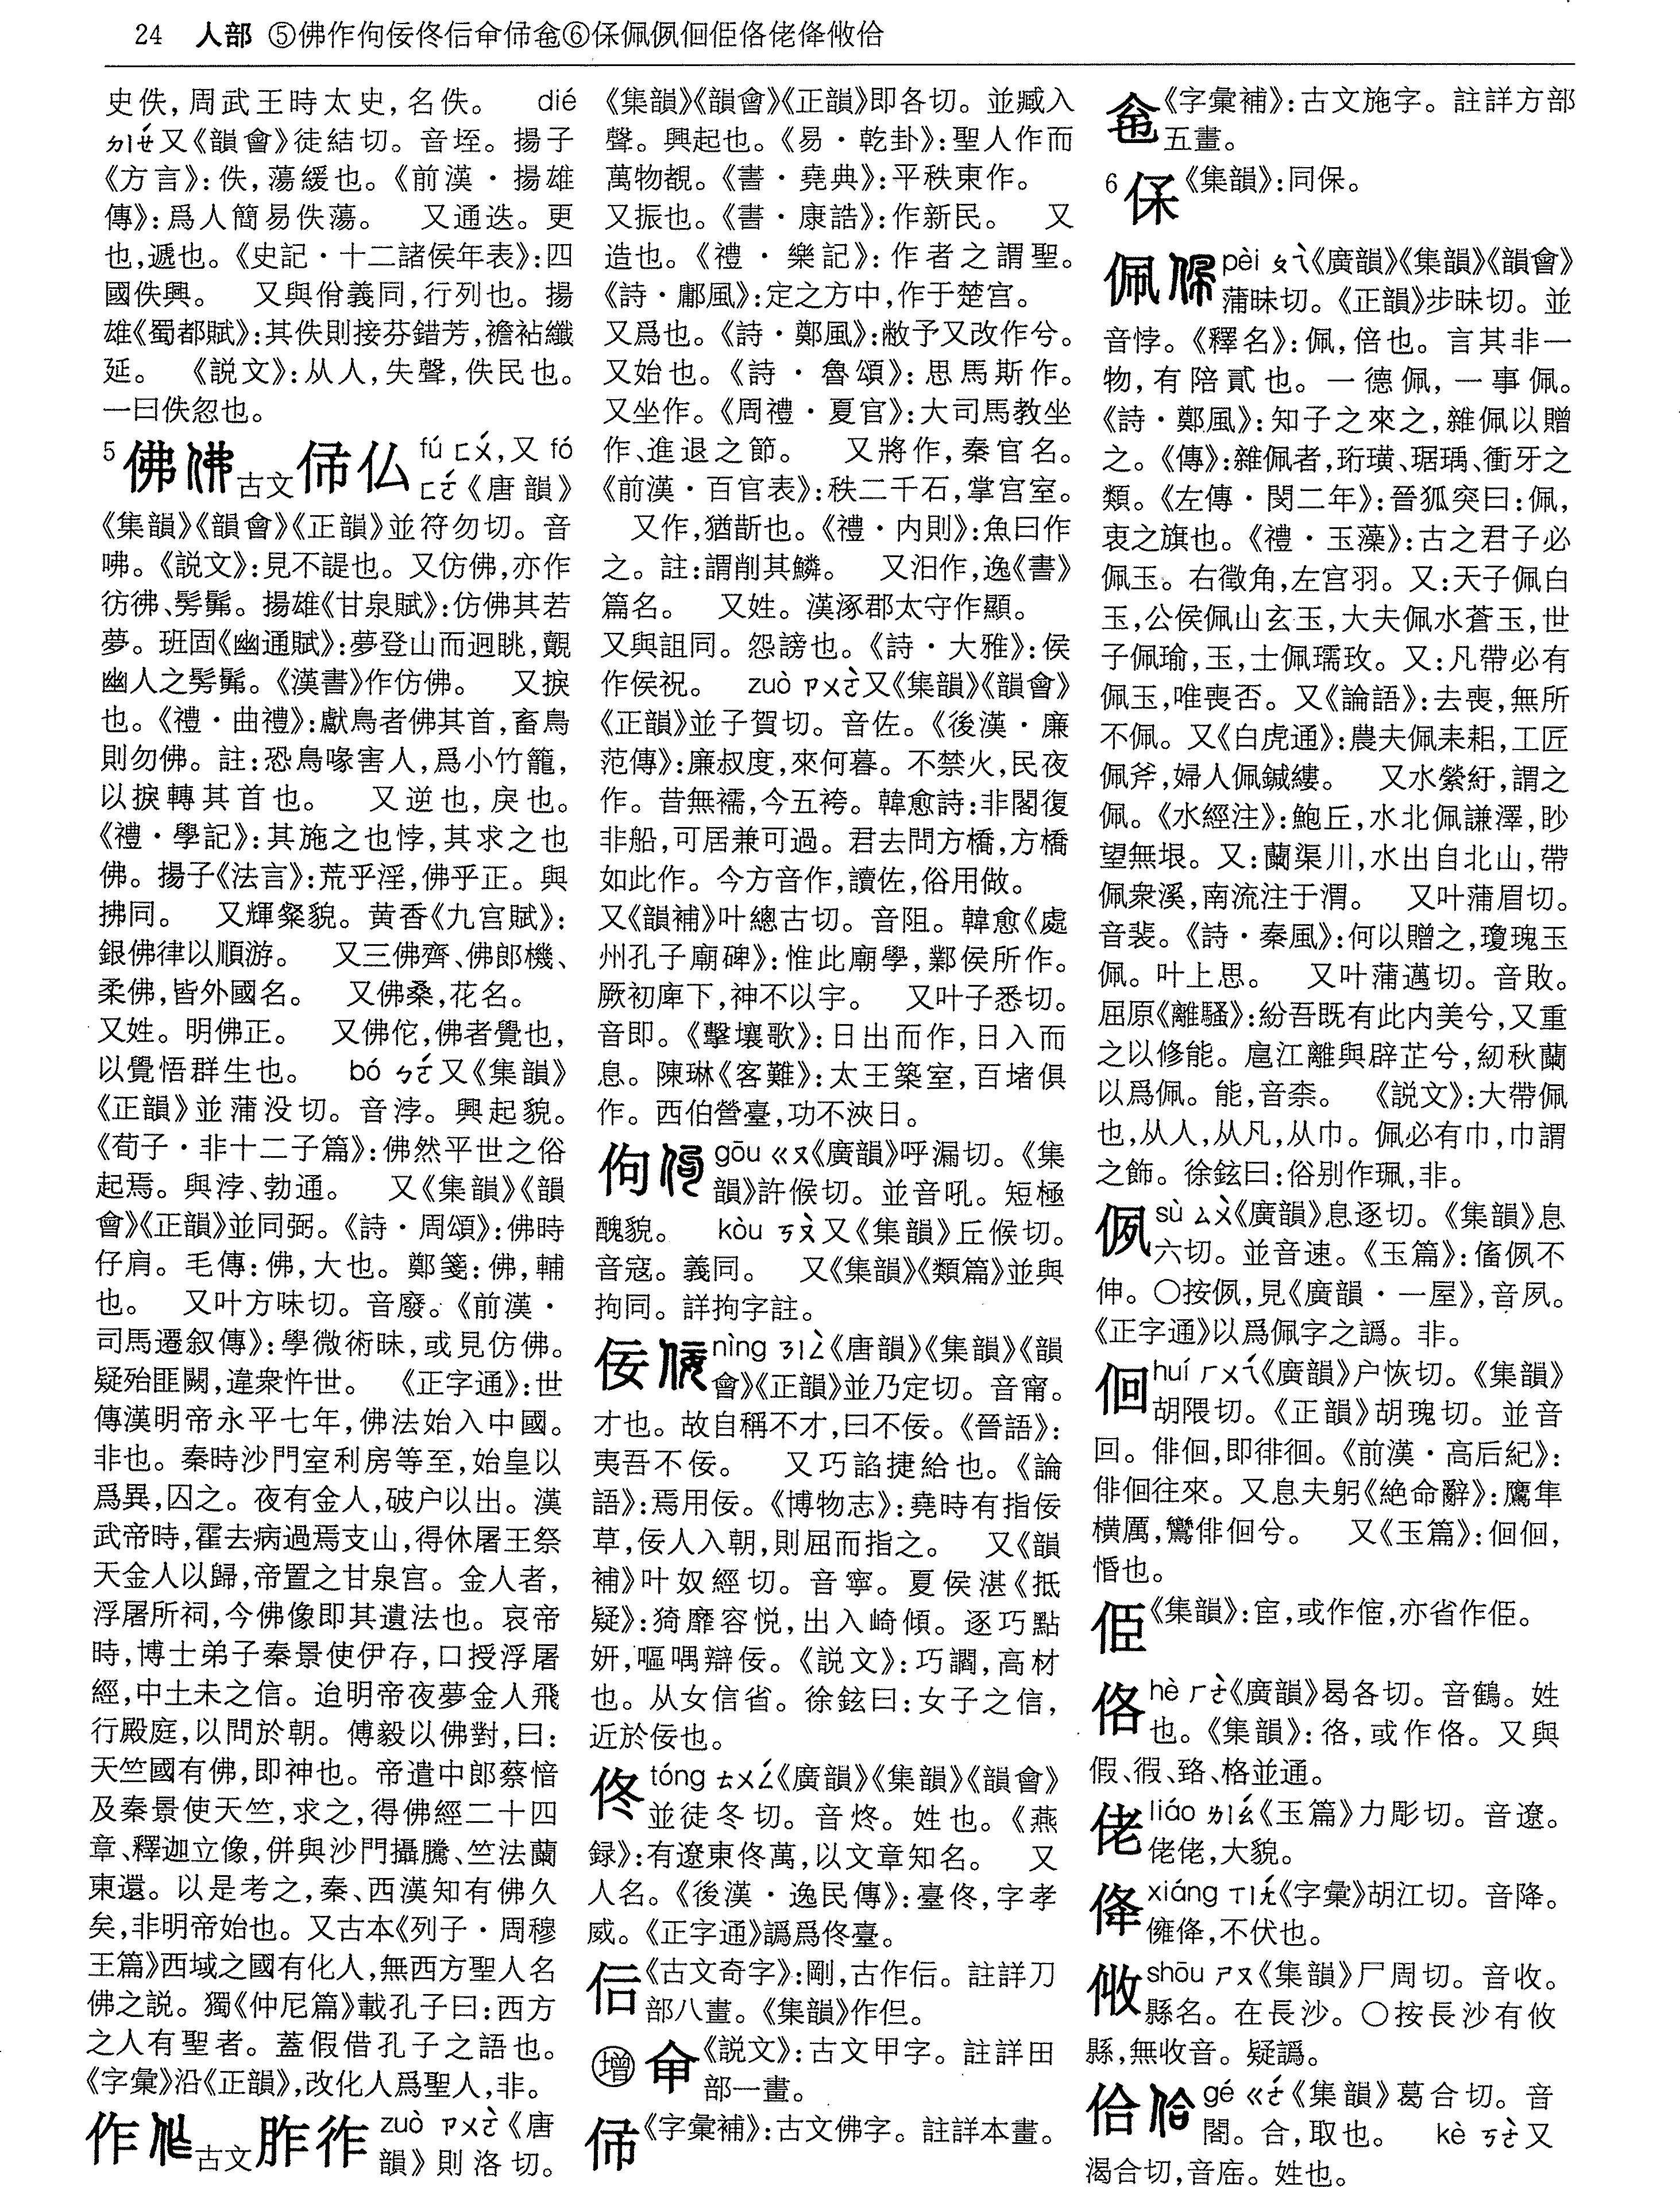 24 人部 ⑤佛作佝佞佟㐰命㑂㑒⑥保佩㑉佪佢佫佬佭㑋佮
史佚,周武王時太史,名佚。 dié
ㄉㄧㄝˊ又《韻會》徒結切。音垤。揚子
《方言》:佚,蕩緩也。《前漢·揚雄
傳》:爲人簡易佚蕩。 又通迭。更
也,遞也。《史記·十二諸侯年表》:四
國佚興。 又與佾義同,行列也。揚
雄《蜀都賦》:其佚則接芬錯芳,襜袩纖
延。 《説文》:从人,失聲,佚民也。
一曰佚忽也。
5 佛佛古文㑂仏 fú ㄈㄨˊ,又 fó
ㄈㄛˊ《唐韻》
《集韻》《韻會》《正韻》並符勿切。音
咈。《説文》:見不諟也。又仿佛,亦作
彷彿、髣髴。揚雄《甘泉賦》:仿佛其若
夢。班固《幽通賦》:夢登山而迥眺,覿
幽人之髣髴。《漢書》作仿佛。 又捩
也。《禮·曲禮》:獻鳥者佛其首,畜鳥
則勿佛。註:恐鳥喙害人,爲小竹籠,
以捩轉其首也。 又逆也,戾也。
《禮·學記》:其施之也悖,其求之也
佛。揚子《法言》:荒乎淫,佛乎正。與
拂同。 又輝粲貌。黄香《九宫賦》:
銀佛律以順游。 又三佛齊、佛郎機、
柔佛,皆外國名。 又佛桑,花名。
又姓。明佛正。 又佛佗,佛者覺也,
以覺悟群生也。 bó ㄅㄛˊ又《集韻》
《正韻》並蒲没切。音浡。興起貌。
《荀子·非十二子篇》:佛然平世之俗
起焉。與浡、勃通。 又《集韻》《韻
會》《正韻》並同弼。《詩·周頌》:佛時
仔肩。毛傳:佛,大也。鄭箋:佛,輔
也。 又叶方味切。音廢。《前漢·
司馬遷叙傳》:學微術昧,或見仿佛。
疑殆匪闕,違衆忤世。 《正字通》:世
傳漢明帝永平七年,佛法始入中國。
非也。秦時沙門室利房等至,始皇以
爲異,囚之。夜有金人,破户以出。漢
武帝時,霍去病過焉支山,得休屠王祭
天金人以歸,帝置之甘泉宫。金人者,
浮屠所祠,今佛像即其遺法也。哀帝
時,博士弟子秦景使伊存,口授浮屠
經,中土未之信。迨明帝夜夢金人飛
行殿庭,以問於朝。傅毅以佛對,曰:
天竺國有佛,即神也。帝遣中郎蔡愔
及秦景使天竺,求之,得佛經二十四
章、釋迦立像,併與沙門攝騰、竺法蘭
東還。以是考之,秦、西漢知有佛久
矣,非明帝始也。又古本《列子·周穆
王篇》西域之國有化人,無西方聖人名
佛之説。獨《仲尼篇》載孔子曰:西方
之人有聖者。蓋假借孔子之語也。
《字彙》沿《正韻》,改化人爲聖人,非。
作作古文胙㣅 zuò ㄗㄨㄛˋ《唐
韻》則洛切。
《集韻》《韻會》《正韻》即各切。並臧入
聲。興起也。《易·乾卦》:聖人作而
萬物覩。《書·堯典》:平秩東作。
又振也。《書·康誥》:作新民。 又
造也。《禮·樂記》:作者之謂聖。
《詩·鄘風》:定之方中,作于楚宫。
又爲也。《詩·鄭風》:敝予又改作兮。
又始也。《詩·魯頌》:思馬斯作。
又坐作。《周禮·夏官》:大司馬教坐
作、進退之節。 又將作,秦官名。
《前漢·百官表》:秩二千石,掌宫室。
又作,猶斮也。《禮·内則》:魚曰作
之。註:謂削其鱗。 又汩作,逸《書》
篇名。 又姓。漢涿郡太守作顯。
又與詛同。怨謗也。《詩·大雅》:侯
作侯祝。 zuò ㄗㄨㄛˋ又《集韻》《韻會》
《正韻》並子賀切。音佐。《後漢·廉
范傳》:廉叔度,來何暮。不禁火,民夜
作。昔無襦,今五袴。韓愈詩:非閣復
非船,可居兼可過。君去問方橋,方橋
如此作。今方音作,讀佐,俗用做。
又《韻補》叶總古切。音阻。韓愈《處
州孔子廟碑》:惟此廟學,鄴侯所作。
厥初庳下,神不以宇。 又叶子悉切。
音即。《擊壤歌》:日出而作,日入而
息。陳琳《客難》:太王築室,百堵俱
作。西伯營臺,功不浹日。
佝佝 gōu ㄍㄡ《廣韻》呼漏切。《集
韻》許候切。並音吼。短極
醜貌。 kòu ㄎㄡˋ又《集韻》丘候切。
音寇。義同。 又《集韻》《類篇》並與
拘同。詳拘字註。
佞佞 nìng ㄋㄧㄥˋ《唐韻》《集韻》《韻
會》《正韻》並乃定切。音甯。
才也。故自稱不才,曰不佞。《晉語》:
夷吾不佞。 又巧諂捷給也。《論
語》:焉用佞。《博物志》:堯時有指佞
草,佞人入朝,則屈而指之。 又《韻
補》叶奴經切。音寧。夏侯湛《抵
疑》:猗靡容悦,出入崎傾。逐巧點
妍,嘔喁辯佞。《説文》:巧讇,高材
也。从女信省。徐鉉曰:女子之信,
近於佞也。
佟 tóng ㄊㄨㄥˊ《廣韻》《集韻》《韻會》
並徒冬切。音炵。姓也。《燕
録》:有遼東佟萬,以文章知名。 又
人名。《後漢·逸民傳》:臺佟,字孝
威。《正字通》譌爲佟臺。
㐰《古文奇字》:剛,古作㐰。註詳刀
部八畫。《集韻》作但。
增 命《説文》:古文甲字。註詳田
部一畫。
㑂《字彙補》:古文佛字。註詳本畫。
《字彙補》:古文施字。註詳方部
五畫。
6 㑒《集韻》:同保。
佩佩 pèi ㄆㄟˋ《廣韻》《集韻》《韻會》
蒲昧切。《正韻》步昧切。並
音悖。《釋名》:佩,倍也。言其非一
物,有陪貳也。一德佩,一事佩。
《詩·鄭風》:知子之來之,雜佩以贈
之。《傳》:雜佩者,珩璜、琚瑀、衝牙之
類。《左傳·閔二年》:晉狐突曰:佩,
衷之旗也。《禮·玉藻》:古之君子必
佩玉。右徵角,左宫羽。又:天子佩白
玉,公侯佩山玄玉,大夫佩水蒼玉,世
子佩瑜,玉,士佩瓀玫。又:凡帶必有
佩玉,唯喪否。又《論語》:去喪,無所
不佩。又《白虎通》:農夫佩耒耜,工匠
佩斧,婦人佩鍼縷。 又水縈紆,謂之
佩。《水經注》:鮑丘,水北佩謙澤,眇
望無垠。又:蘭渠川,水出自北山,帶
佩衆溪,南流注于渭。 又叶蒲眉切。
音裴。《詩·秦風》:何以贈之,瓊瑰玉
佩。叶上思。 又叶蒲邁切。音敗。
屈原《離騷》:紛吾既有此内美兮,又重
之以修能。扈江離與辟芷兮,紉秋蘭
以爲佩。能,音柰。 《説文》:大帶佩
也,从人,从凡,从巾。佩必有巾,巾謂
之飾。徐鉉曰:俗别作珮,非。
㑉 sù ㄙㄨˋ《廣韻》息逐切。《集韻》息
六切。並音速。《玉篇》:傗㑉不
伸。〇按㑉,見《廣韻·一屋》,音夙。
《正字通》以爲佩字之譌。非。
佪 huí ㄏㄨㄟˊ《廣韻》户恢切。《集韻》
胡隈切。《正韻》胡瑰切。並音
回。俳佪,即徘徊。《前漢·高后紀》:
俳佪往來。又息夫躬《絶命辭》:鷹隼
横厲,鸞俳佪兮。 又《玉篇》:佪佪,
惛也。
《集韻》:宦,或作倌,亦省作𠈅。
佫 hè ㄏㄜˋ《廣韻》曷各切。音鶴。姓
也。《集韻》:㣛,或作佫。又與
假、徦、𨉖、格並通。
佬 liáo ㄌㄧㄠˊ《玉篇》力彫切。音遼。
佬佬,大貌。
佭 xiáng ㄒㄧㄤˊ《字彙》胡江切。音降。
㒕佭,不伏也。
㑋 shōu ㄕㄡ《集韻》尸周切。音收。
縣名。在長沙。〇按長沙有攸
縣,無收音。疑譌。
佮佮 gé ㄍㄜˊ《集韻》葛合切。音
閤。合,取也。 kè ㄎㄜˋ又
渴合切,音㡋。姓也。